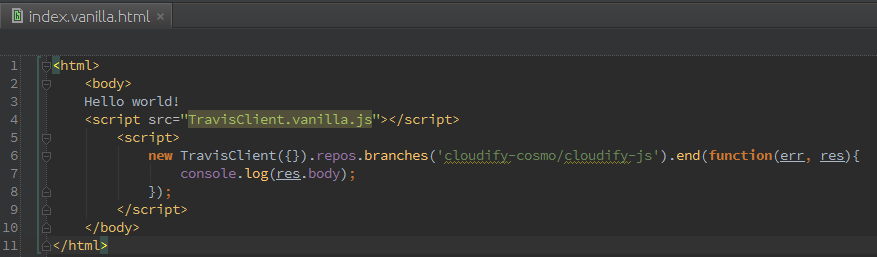 index.vanilla.html
1 <html>
2 <body>
3 Hello world!
4 <script src="TravisClient.vanilla.js"></script>
5 <script>
6 new TravisClient({}).repos.branches('cloudify-cosmo/cloudify-js').end(function(err, res){
7 console.log(res.body);
8 });
9 </script>
10 </body>
11 </html>